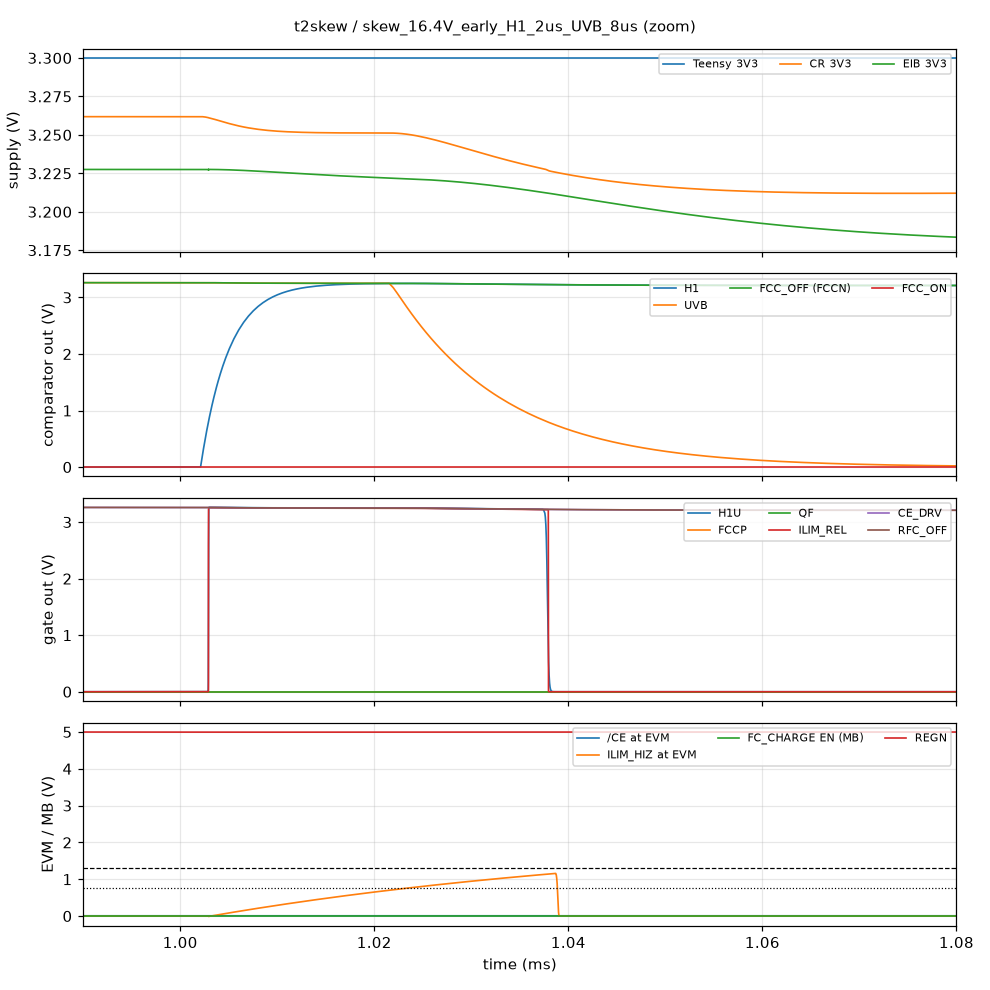 t2skew / skew_16.4V_early_H1_2us_UVB_8us (zoom)
supply (V)
3.300
3.275
3.250
3.225
3.200
3.175
Teensy 3V3 CR 3V3 EIB 3V3
comparator out (V)
3
2
1
0
H1 FCC_OFF (FCCN) FCC_ON
UVB
gate out (V)
3
2
1
0
H1U QF CE_DRV
FCCP ILIM_REL RFC_OFF
EVM / MB (V)
5
4
3
2
1
0
/CE at EVM FC_CHARGE EN (MB) REGN
ILIM_HIZ at EVM
1.00 1.02 1.04 1.06 1.08
time (ms)